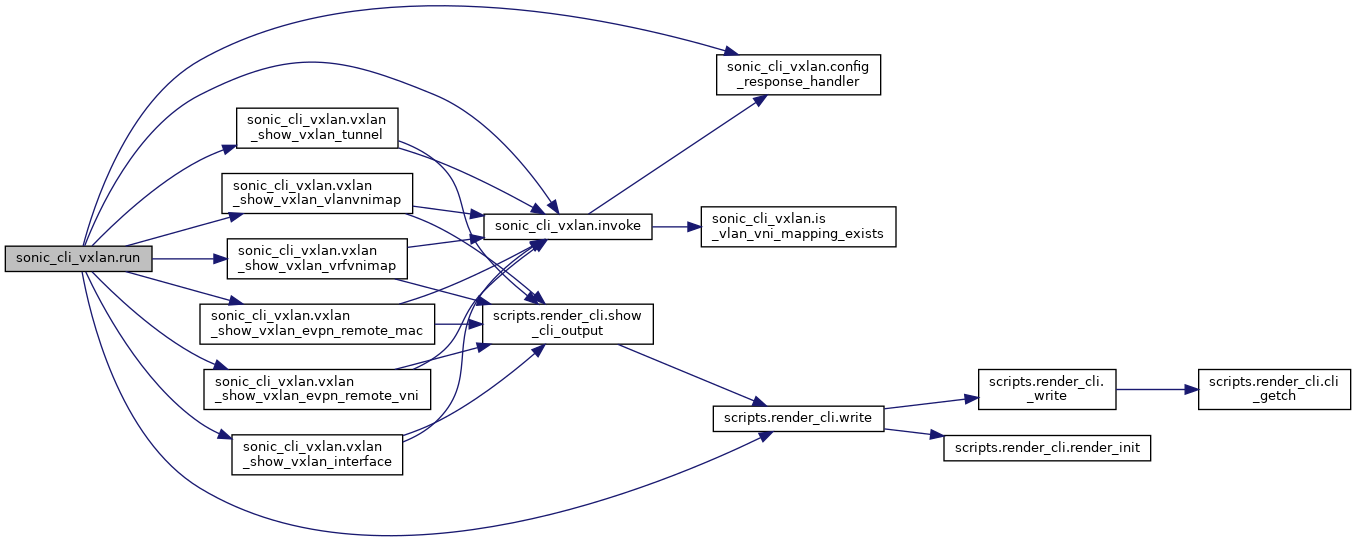 sonic_cli_vxlan.run
sonic_cli_vxlan.config
_response_handler
sonic_cli_vxlan.vxlan
_show_vxlan_tunnel
sonic_cli_vxlan.vxlan
_show_vxlan_vlanvnimap
sonic_cli_vxlan.vxlan
_show_vxlan_vrfvnimap
sonic_cli_vxlan.vxlan
_show_vxlan_evpn_remote_mac
sonic_cli_vxlan.vxlan
_show_vxlan_evpn_remote_vni
sonic_cli_vxlan.vxlan
_show_vxlan_interface
sonic_cli_vxlan.invoke
sonic_cli_vxlan.is
_vlan_vni_mapping_exists
scripts.render_cli.show
_cli_output
scripts.render_cli.write
scripts.render_cli.
_write
scripts.render_cli.cli
_getch
scripts.render_cli.render_init